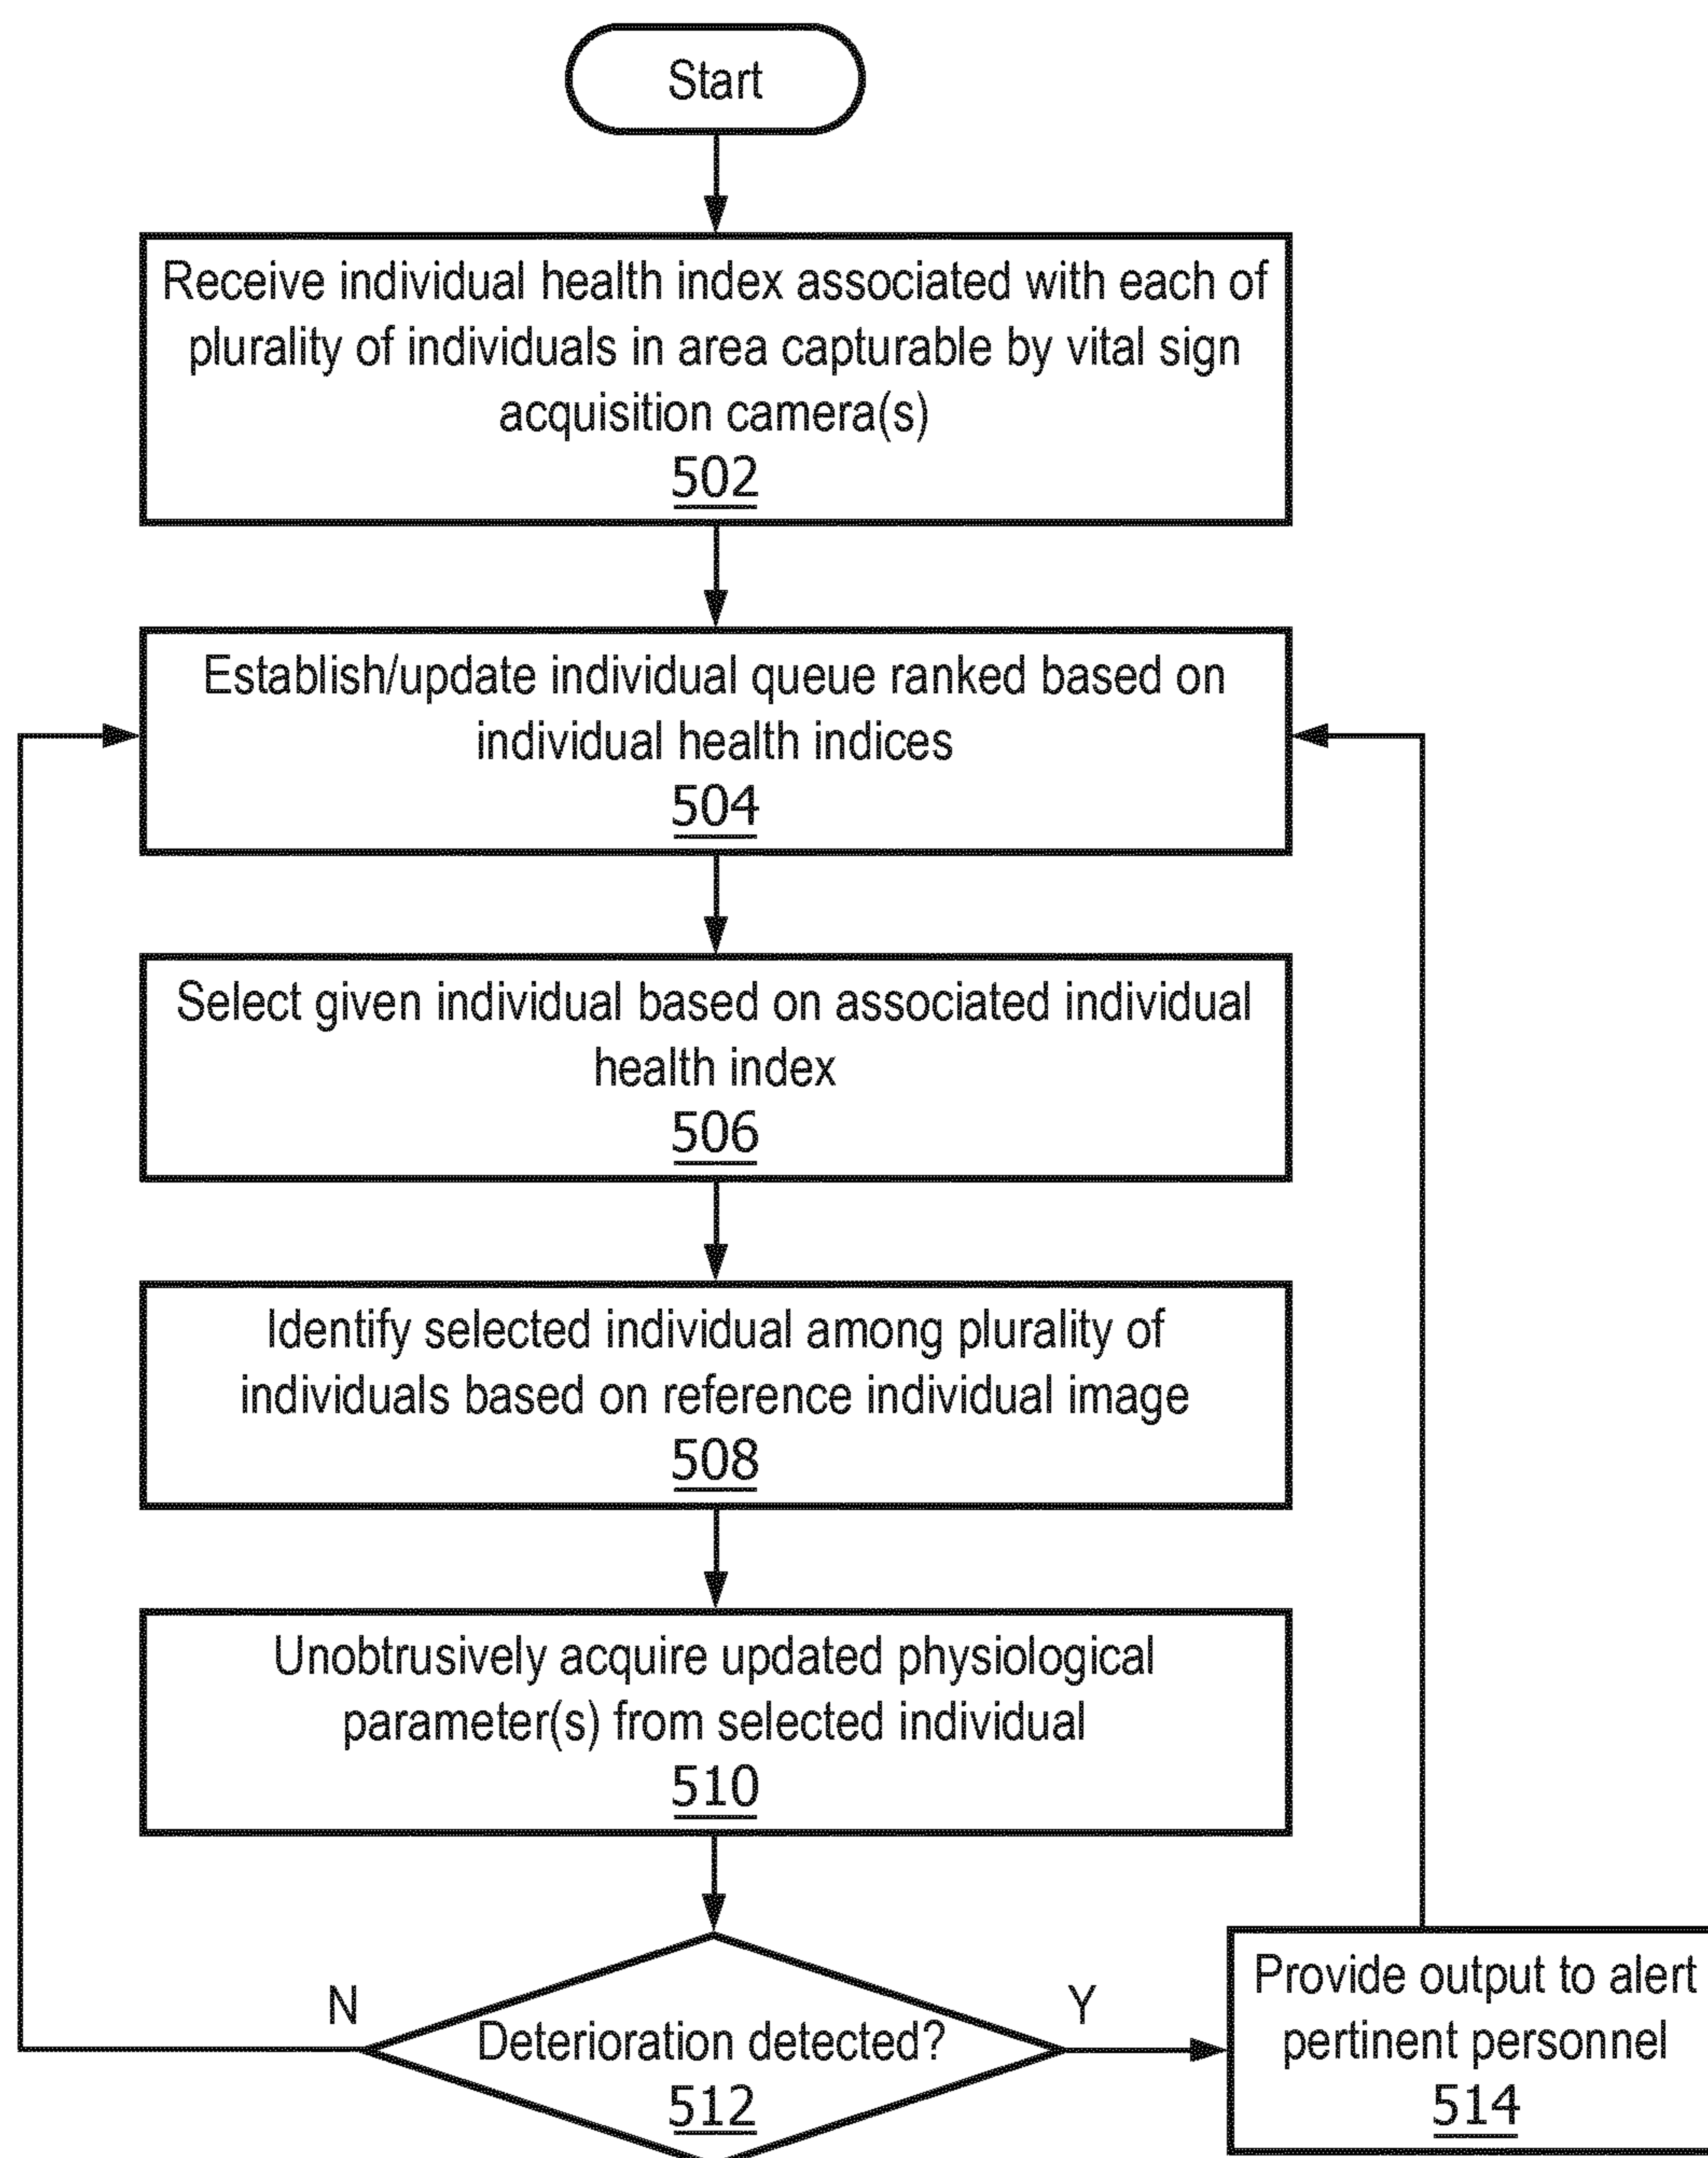 Start
Receive individual health index associated with each of
plurality of individuals in area capturable by vital sign
acquisition camera(s)
502
Establish/update individual queue ranked based on
individual health indices
504
Select given individual based on associated individual
health index
506
Identify selected individual among plurality of
individuals based on reference individual image
508
Unobtrusively acquire updated physiological
parameter(s) from selected individual
510
N
Deterioration detected?
512
Y
Provide output to alert
pertinent personnel
514